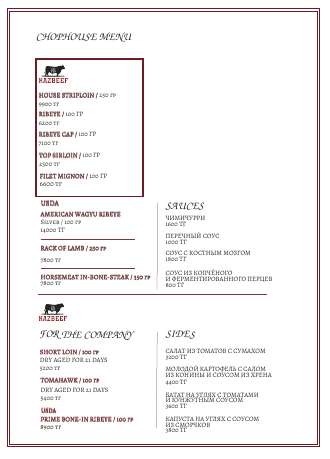 CHOPHOUSE MENU
KAZBEEF
HOUSE STRIPLOIN / 250 ГР
9900 ТГ
RIBEYE / 100 ГР
6200 ТГ
RIBEYE CAP / 100 ГР
7100 ТГ
TOP SIRLOIN / 100 ГР
2500 ТГ
FILET MIGNON / 100 ГР
6600 ТГ
USDA
AMERICAN WAGYU RIBEYE
SILVER / 100 ГР
14000 ТГ
RACK OF LAMB / 250 ГР
7800 ТГ
HORSEMEAT IN-BONE-STEAK / 150 ГР
7800 ТГ
SAUCES
ЧИМИЧУРРИ
1600 ТГ
ПЕРЕЧНЫЙ СОУС
1000 ТГ
СОУС С КОСТНЫМ МОЗГОМ
1800 ТГ
СОУС ИЗ КОПЧЁНОГО
И ФЕРМЕНТИРОВАННОГО ПЕРЦЕВ
800 ТГ
KAZBEEF
FOR THE COMPANY
SHORT LOIN / 100 ГР
DRY AGED FOR 21 DAYS
5200 ТГ
TOMAHAWK / 100 ГР
DRY AGED FOR 21 DAYS
5400 ТГ
USDA
PRIME BONE-IN RIBEYE / 100 ГР
8900 ТГ
SIDES
САЛАТ ИЗ ТОМАТОВ С СУМАХОМ
3200 ТГ
МОЛОДОЙ КАРТОФЕЛЬ С САЛОМ
ИЗ КОНИНЫ И СОУСОМ ИЗ ХРЕНА
4400 ТГ
БАТАТ НА УГЛЯХ С ТОМАТАМИ
И КУНЖУТНЫМ СОУСОМ
3600 ТГ
КАПУСТА НА УГЛЯХ С СОУСОМ
ИЗ СМОРЧКОВ
3800 ТГ